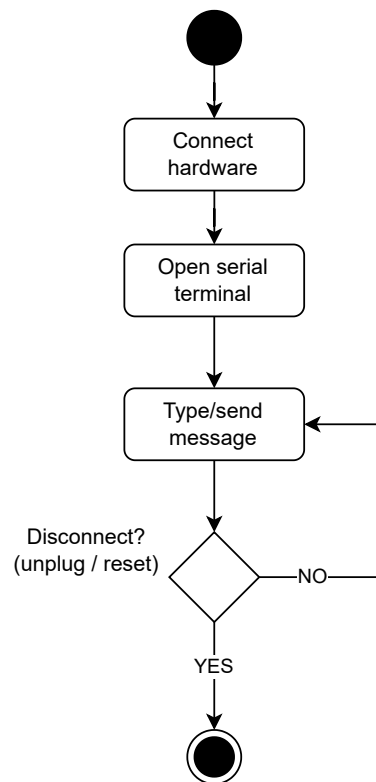 Connect
hardware
Open serial
terminal
Type/send
message
Disconnect?
(unplug / reset)
NO
YES